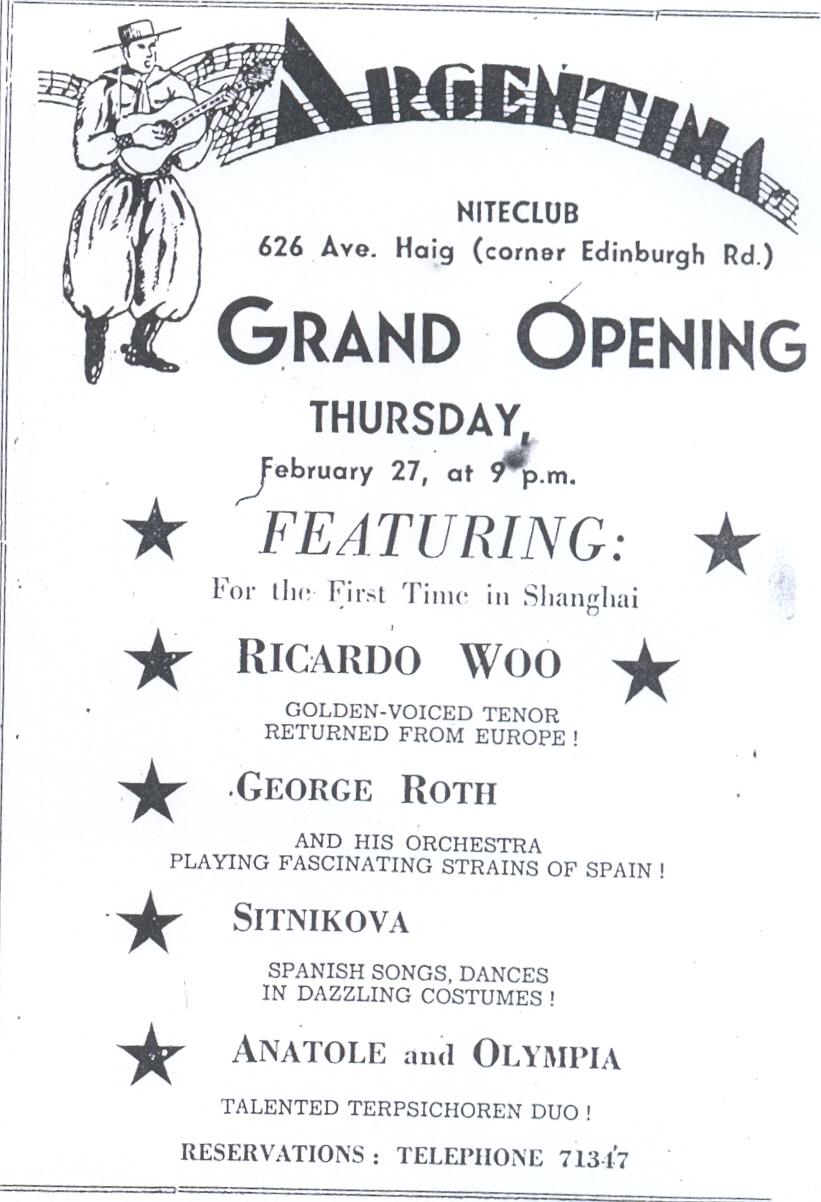 ARGENTINA
NITECLUB
626 Ave. Haig (corner Edinburgh Rd.)
GRAND OPENING
THURSDAY,
February 27, at 9 p.m.
FEATURING:
For the First Time in Shanghai
RICARDO WOO
GOLDEN-VOICED TENOR
RETURNED FROM EUROPE !
GEORGE ROTH
AND HIS ORCHESTRA
PLAYING FASCINATING STRAINS OF SPAIN !
SITNIKOVA
SPANISH SONGS, DANCES
IN DAZZLING COSTUMES !
ANATOLE and OLYMPIA
TALENTED TERPSICHOREN DUO !
RESERVATIONS : TELEPHONE 71347